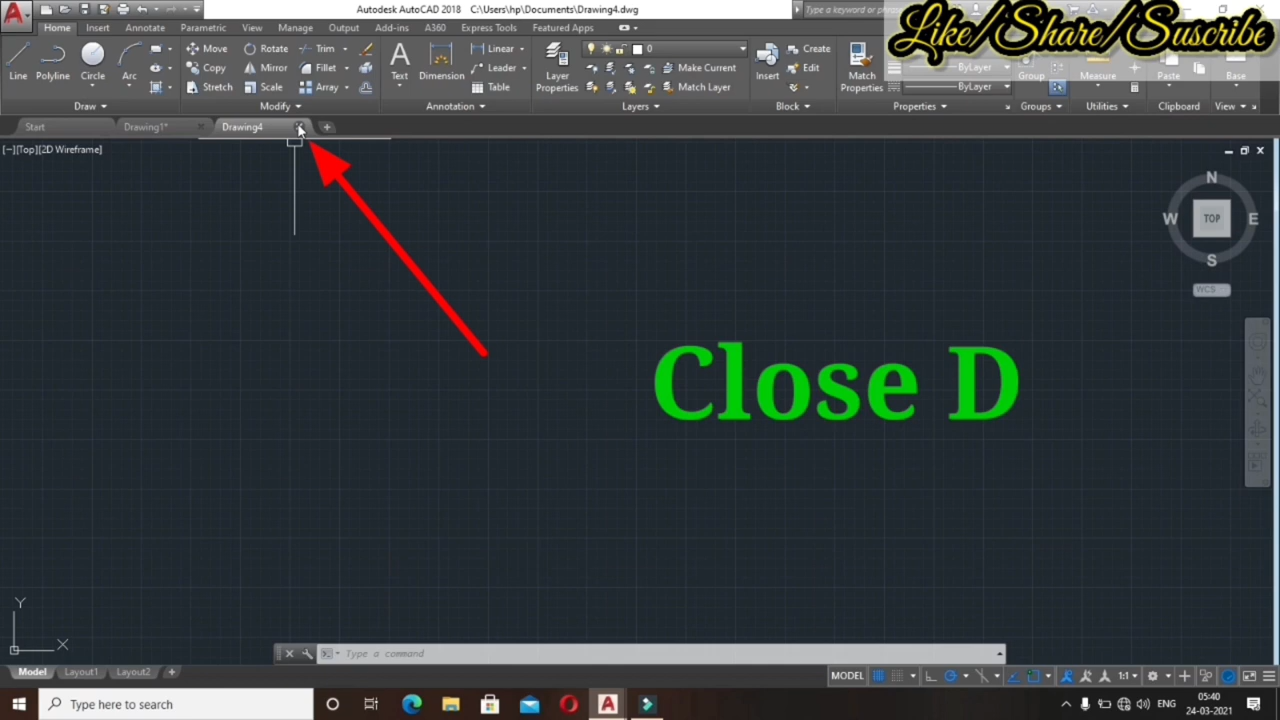 Autodesk AutoCAD 2018 C:\Users\hp\Documents\Drawing4.dwg
Type a keyword or phrase
Like/Share/Suscribe
Home Insert Annotate Parametric View Manage Output Add-ins A360 Express Tools Featured Apps
Line Polyline Circle Arc
Move Rotate Trim
Copy Mirror Fillet
Stretch Scale Array
Text Dimension
Linear
Leader
Table
Layer Properties
0
Make Current
Match Layer
Insert
Create
Edit
Match Properties
ByLayer
ByLayer
Group
Measure
Paste
Base
Draw Modify Annotation Layers Block Properties Groups Utilities Clipboard View
Start Drawing1* Drawing4
[−][Top][2D Wireframe]
N
W TOP E
S
WCS
Close D
Y
X
Type a command
Model Layout1 Layout2 +
MODEL 1:1
Type here to search
ENG
05:40
24-03-2021